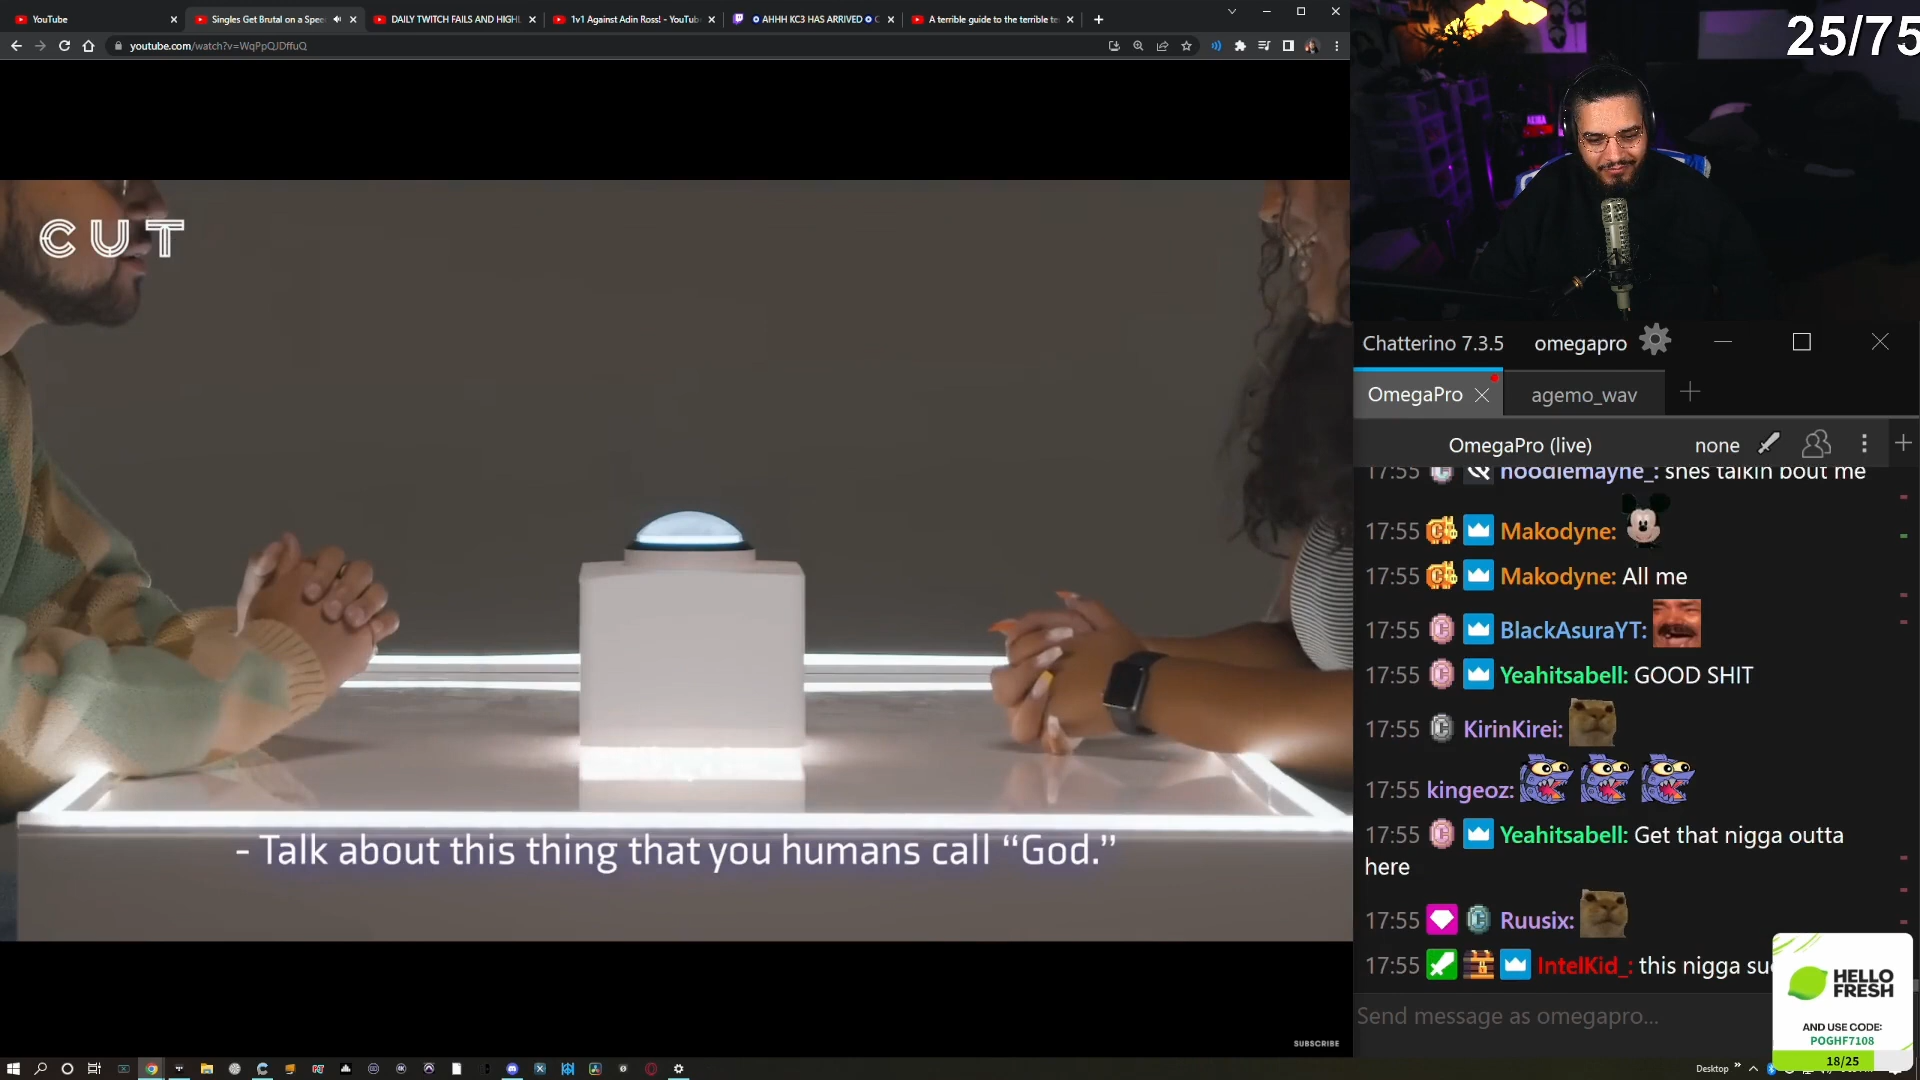 YouTube
Singles Get Brutal on a Spee
DAILY TWITCH FAILS AND HIGHL
1v1 Against Adin Ross! - YouTub
AHHH KC3 HAS ARRIVED
A terrible guide to the terrible te
youtube.com/watch?v=WqPpQJDffuQ
25/75
CUT
- Talk about this thing that you humans call “God.”
SUBSCRIBE
Chatterino 7.3.5 omegapro
OmegaPro agemo_wav
OmegaPro (live) none
17:55 noodlemayne_: shes talkin bout me
17:55 Makodyne:
17:55 Makodyne: All me
17:55 BlackAsuraYT:
17:55 Yeahitsabell: GOOD SHIT
17:55 KirinKirei:
17:55 kingeoz:
17:55 Yeahitsabell: Get that nigga outta
here
17:55 Ruusix:
17:55 IntelKid_: this nigga su
Send message as omegapro...
HELLO
FRESH
AND USE CODE:
POGHF7108
18/25
Desktop